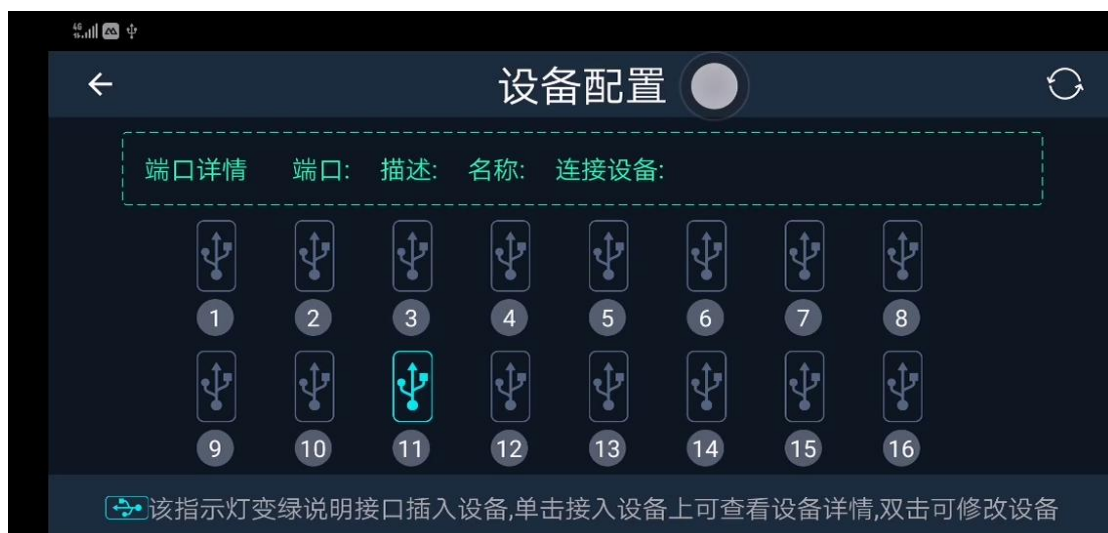 4G
设备配置
端口详情 端口: 描述: 名称: 连接设备:
1 2 3 4 5 6 7 8
9 10 11 12 13 14 15 16
该指示灯变绿说明接口插入设备,单击接入设备上可查看设备详情,双击可修改设备